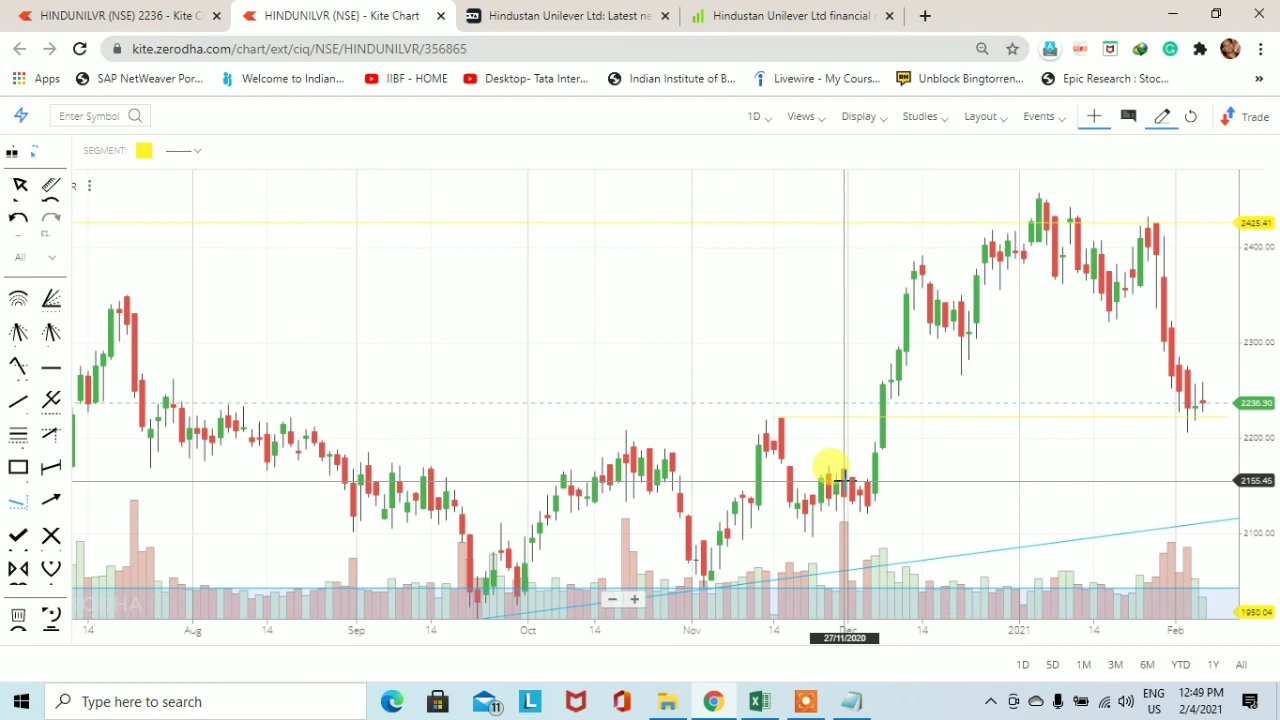 HINDUNILVR (NSE) 2236 - Kite C
HINDUNILVR (NSE) - Kite Chart
Hindustan Unilever Ltd: Latest ne
Hindustan Unilever Ltd financial
kite.zerodha.com/chart/ext/ciq/NSE/HINDUNILVR/356865
Apps
SAP NetWeaver Por...
Welcome to Indian...
IIBF - HOME
Desktop- Tata Inter...
Indian Institute of B...
Livewire - My Cours...
Unblock Bingtorren...
Epic Research : Stoc...
»
Enter Symbol
1D
Views
Display
Studies
Layout
Events
Trade
SEGMENT:
R
All
2425.41
2400.00
2300.00
2236.30
2200.00
2155.45
2100.00
1950.04
14
Aug
14
Sep
14
Oct
14
Nov
14
Dec
14
2021
14
Feb
27/11/2020
1D
5D
1M
3M
6M
YTD
1Y
All
Type here to search
11
ENG
US
12:49 PM
2/4/2021